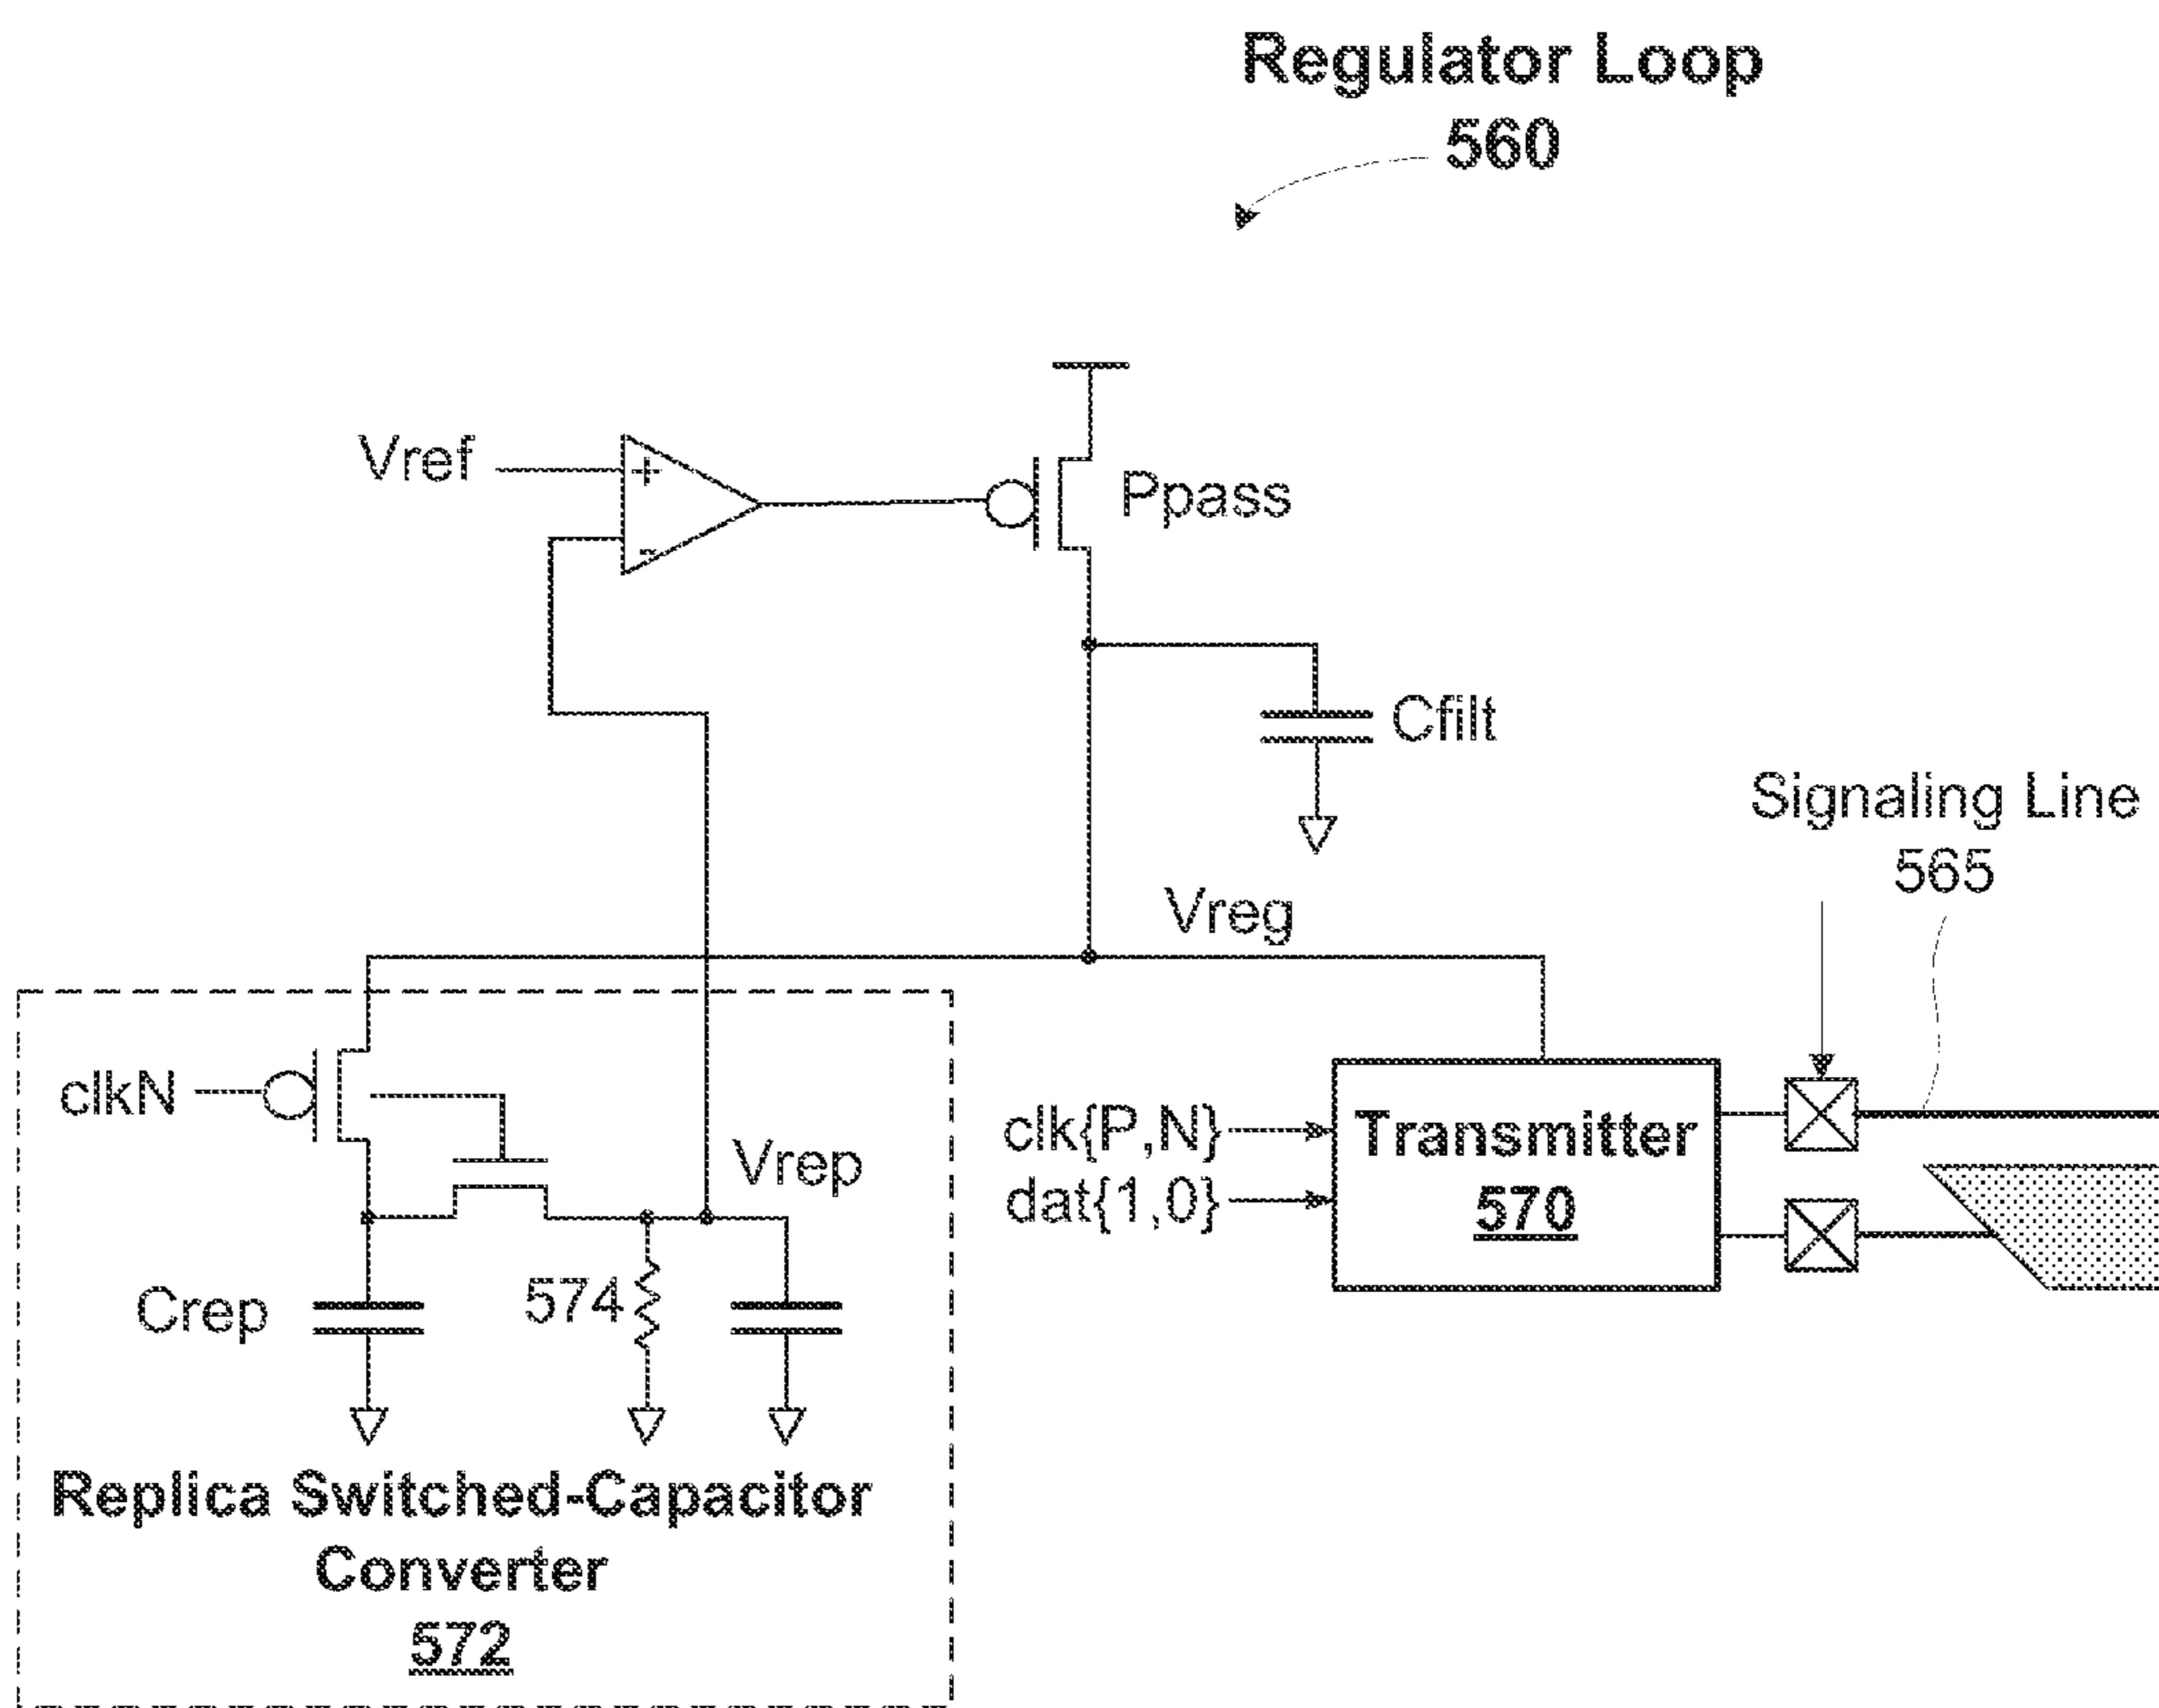 Regulator Loop
560
Vref
+
-
Ppass
Cfilt
Signaling Line
565
Vreg
clkN
Vrep
clk{P,N}
dat{1,0}
Transmitter
570
Crep
574
Replica Switched-Capacitor
Converter
572